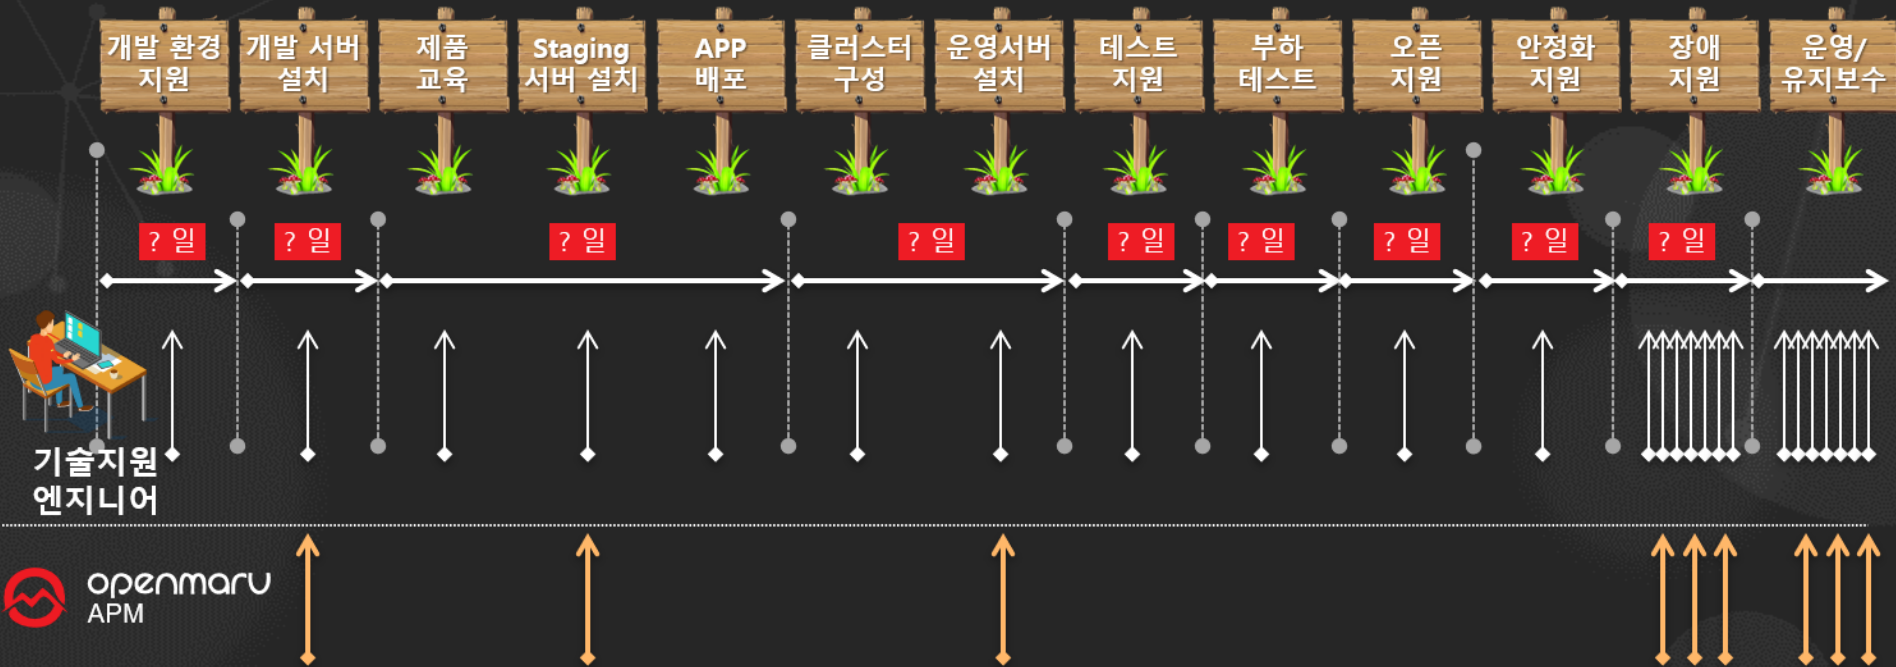 개발 환경
지원
개발 서버
설치
제품
교육
Staging
서버 설치
APP
배포
클러스터
구성
운영서버
설치
테스트
지원
부하
테스트
오픈
지원
안정화
지원
장애
지원
운영/
유지보수
? 일
? 일
? 일
? 일
? 일
? 일
? 일
? 일
? 일
기술지원
엔지니어
openmaru
APM